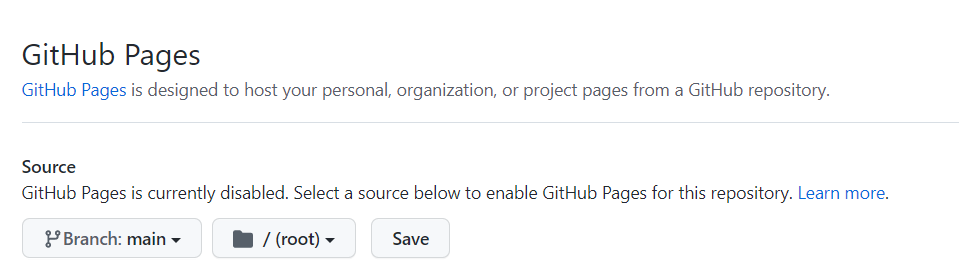 GitHub Pages
GitHub Pages is designed to host your personal, organization, or project pages from a GitHub repository.
Source
GitHub Pages is currently disabled. Select a source below to enable GitHub Pages for this repository. Learn more.
Branch: main / (root) Save